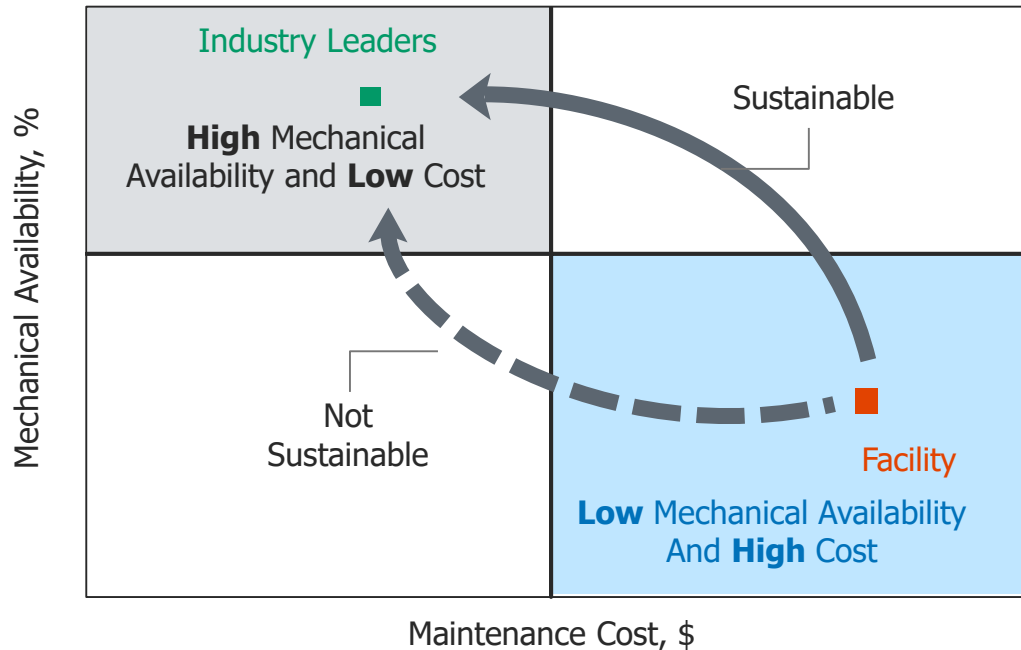 Industry Leaders
High Mechanical
Availability and Low Cost
Sustainable
Mechanical Availability, %
Not
Sustainable
Facility
Low Mechanical Availability
And High Cost
Maintenance Cost, $